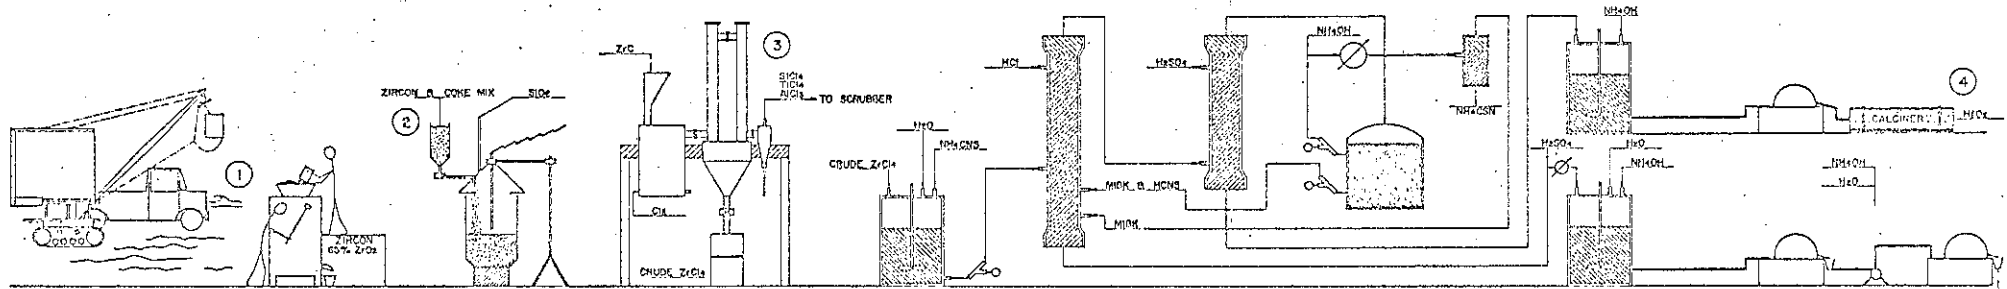 1
ZIRCON
65% ZrO2
2
ZIRCON & COKE MIX
SiO2
ZrC
3
SiCl4
TiCl4
AlCl3
TO SCRUBBER
Cl2
CRUDE ZrCl4
CRUDE ZrCl4
H2O
NH4CNS
HCl
MIBK & HCNS
MIBK
H2SO4
NH4OH
NH4CSN
NH4OH
CALCINER
4
HfO2
H2SO4
H2O
NH4OH
NH4OH
H2O